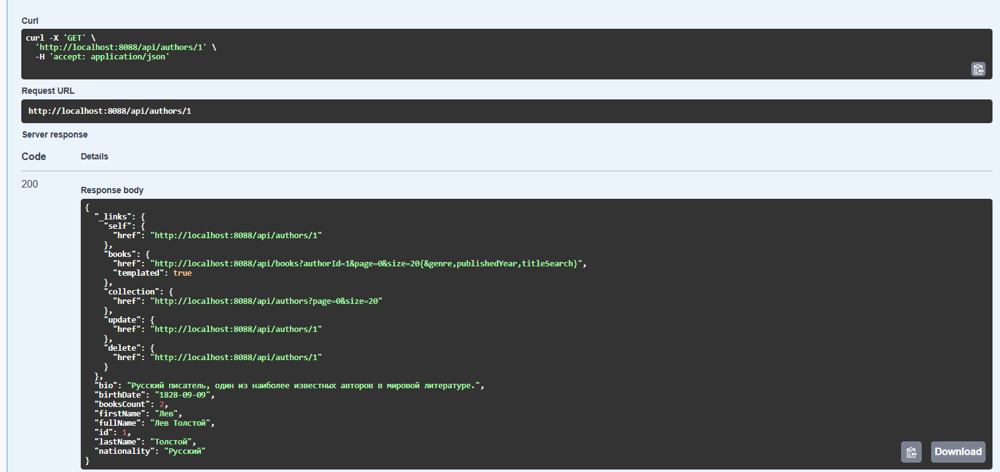 Curl
curl -X 'GET' \
  'http://localhost:8088/api/authors/1' \
  -H 'accept: application/json'
Request URL
http://localhost:8088/api/authors/1
Server response
Code Details
200
Response body
{
  "_links": {
    "self": {
      "href": "http://localhost:8088/api/authors/1"
    },
    "books": {
      "href": "http://localhost:8088/api/books?authorId=1&page=0&size=20{&genre,publishedYear,titleSearch}",
      "templated": true
    },
    "collection": {
      "href": "http://localhost:8088/api/authors?page=0&size=20"
    },
    "update": {
      "href": "http://localhost:8088/api/authors/1"
    },
    "delete": {
      "href": "http://localhost:8088/api/authors/1"
    }
  },
  "bio": "Русский писатель, один из наиболее известных авторов в мировой литературе.",
  "birthDate": "1828-09-09",
  "booksCount": 2,
  "firstName": "Лев",
  "fullName": "Лев Толстой",
  "id": 1,
  "lastName": "Толстой",
  "nationality": "Русский"
}
Download